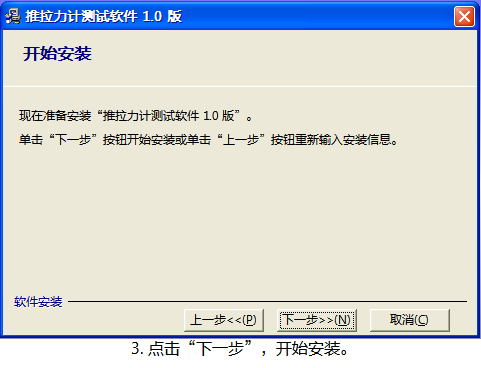 推拉力计测试软件 1.0 版
开始安装
现在准备安装“推拉力计测试软件 1.0 版”。
单击“下一步”按钮开始安装或单击“上一步”按钮重新输入安装信息。
软件安装
上一步<<(P) 下一步>>(N) 取消(C)
3. 点击“下一步”，开始安装。